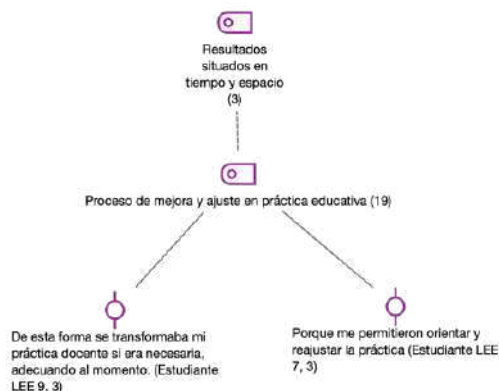 Resultados
situados en
tiempo y espacio
(3)
Proceso de mejora y ajuste en práctica educativa (19)
De esta forma se transformaba mi
práctica docente si era necesaria,
adecuando al momento. (Estudiante
LEE 9, 3)
Porque me permitieron orientar y
reajustar la práctica (Estudiante LEE
7, 3)